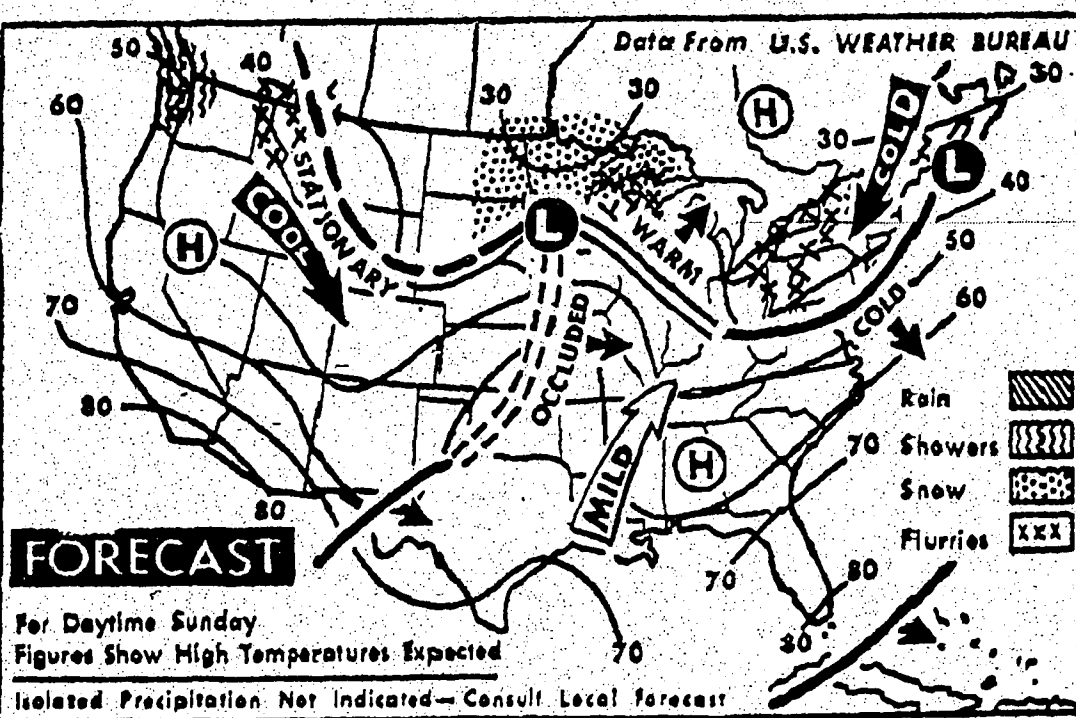 Data From U.S. WEATHER BUREAU
50
40
30
30
30
60
H
30
COLD
L
40
STATIONARY
COOL
H
L
WARM
50
60
70
OCCLUDED
COLD
80
Rain
Showers
Snow
Flurries
xxx
70
H
MILD
80
FORECAST
70
80
80
70
For Daytime Sunday
Figures Show High Temperatures Expected
Isolated Precipitation Not Indicated—Consult Local Forecast